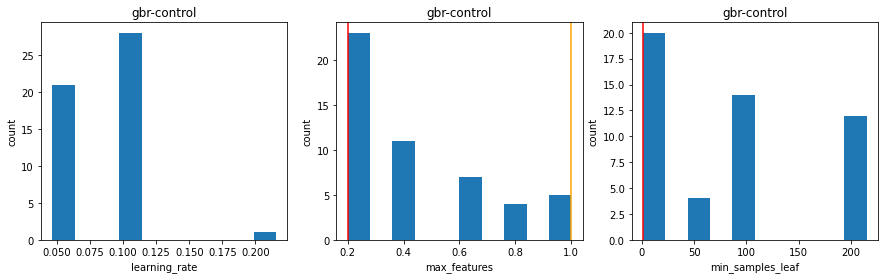 gbr-control
count
25
20
15
10
5
0
0.050 0.075 0.100 0.125 0.150 0.175 0.200
learning_rate
gbr-control
count
20
15
10
5
0
0.2 0.4 0.6 0.8 1.0
max_features
gbr-control
count
20.0
17.5
15.0
12.5
10.0
7.5
5.0
2.5
0.0
0 50 100 150 200
min_samples_leaf